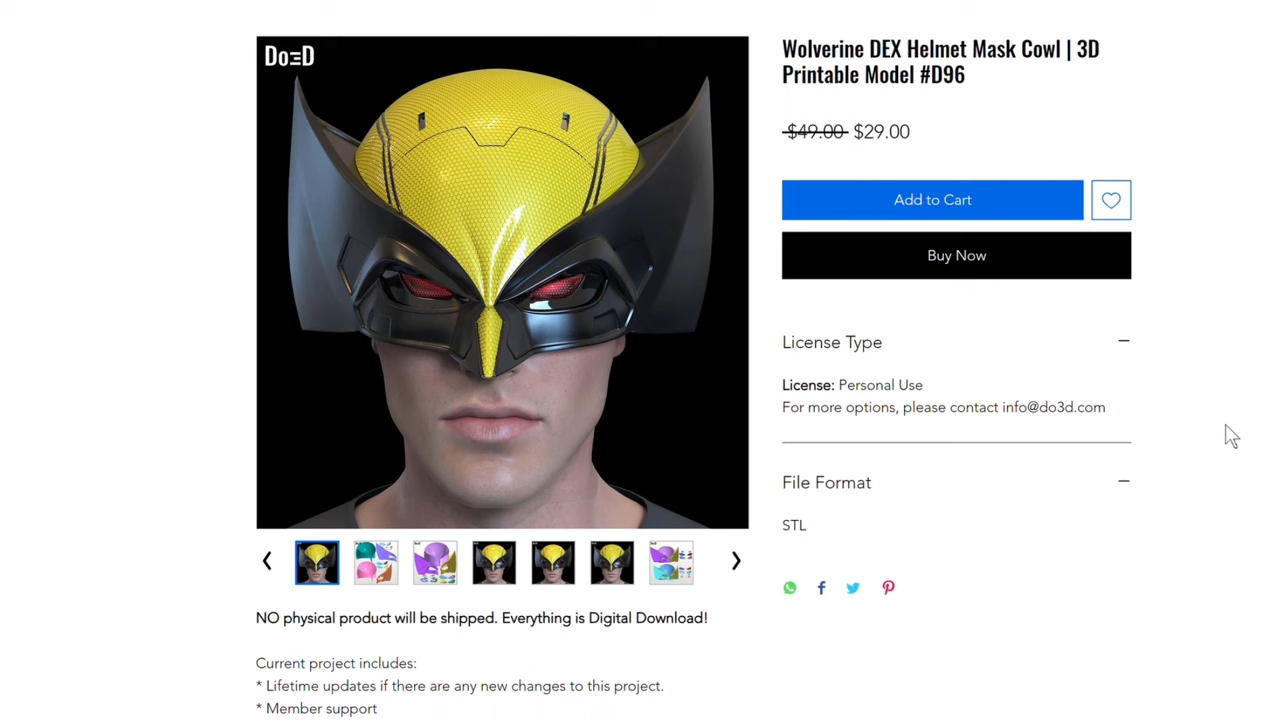 Do3D
Wolverine DEX Helmet Mask Cowl | 3D
Printable Model #D96
$49.00 $29.00
Add to Cart
Buy Now
License Type
License: Personal Use
For more options, please contact info@do3d.com
File Format
STL
NO physical product will be shipped. Everything is Digital Download!
Current project includes:
* Lifetime updates if there are any new changes to this project.
* Member support